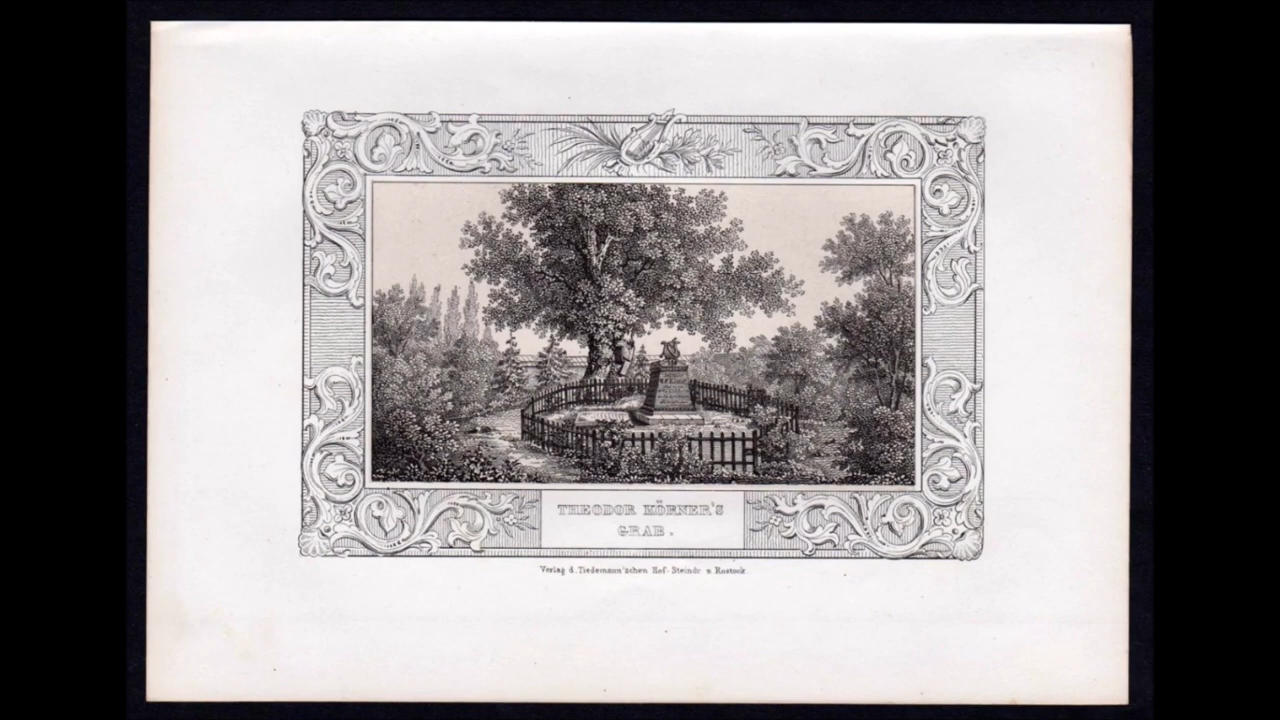 THEODOR KÖRNER'S
GRAB.
Verlag d. Tiedemann'schen Hof-Steindr. v. Rostock.